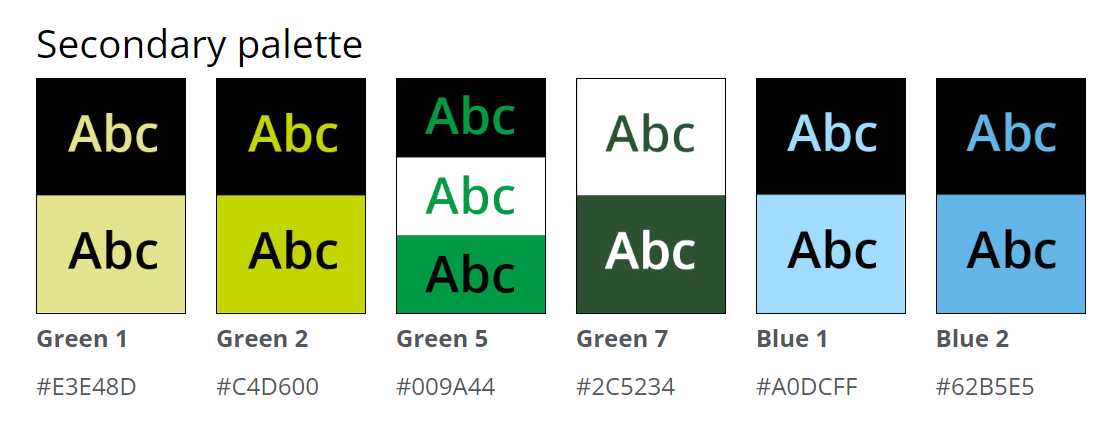 Secondary palette
Abc Abc Abc Abc Abc Abc
Abc
Abc Abc Abc Abc Abc Abc
Green 1 Green 2 Green 5 Green 7 Blue 1 Blue 2
#E3E48D #C4D600 #009A44 #2C5234 #A0DCFF #62B5E5